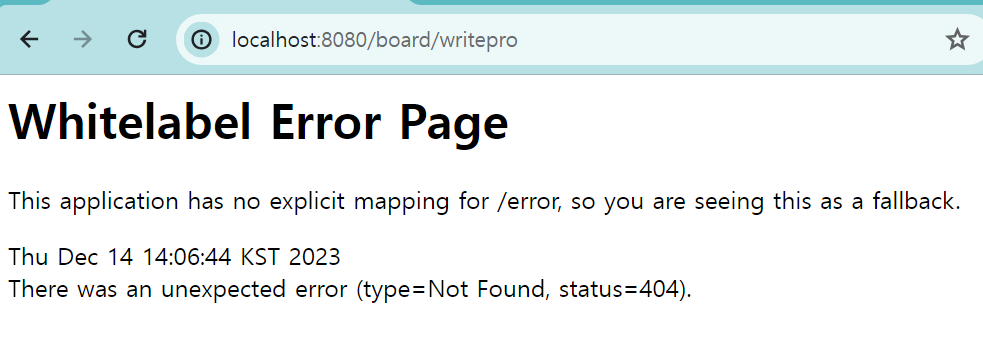 localhost:8080/board/writepro
Whitelabel Error Page
This application has no explicit mapping for /error, so you are seeing this as a fallback.
Thu Dec 14 14:06:44 KST 2023
There was an unexpected error (type=Not Found, status=404).